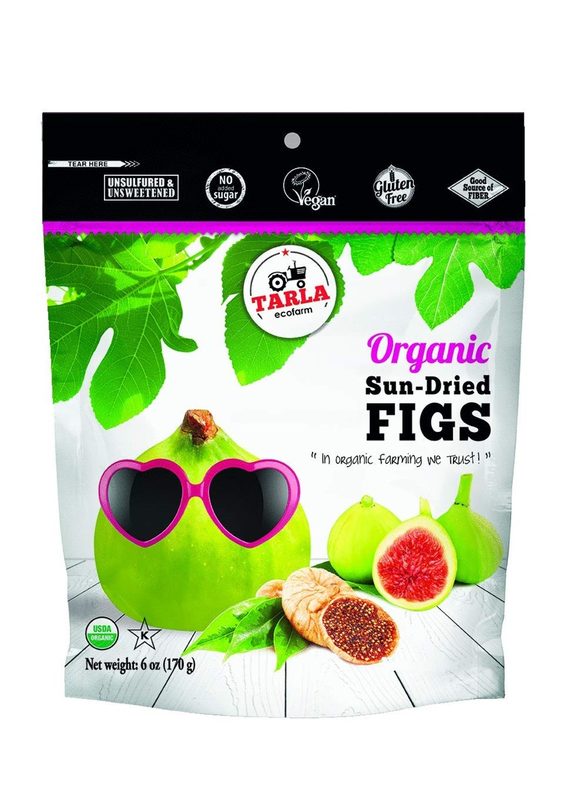 TEAR HERE
UNSULFURED &
UNSWEETENED
NO
added
sugar
Vegan
Gluten
Free
Good
Source of
FIBER
TARLA
ecofarm
Organic
Sun-Dried
FIGS
"In organic farming we trust!"
USDA
ORGANIC
K
Net weight: 6 oz (170 g)